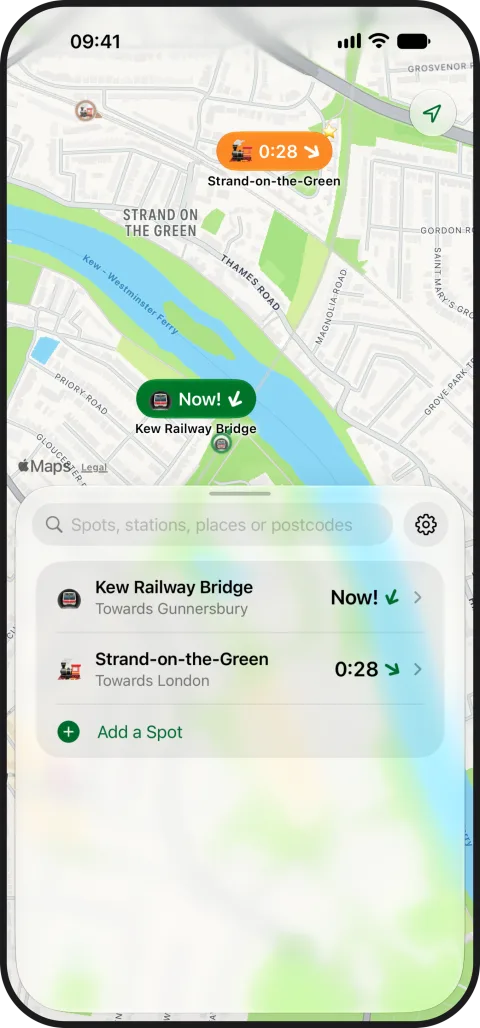 09:41
GROSVENOR R
0:28
Strand-on-the-Green
STRAND ON
THE GREEN
GORDON RO
SAINT MARY'S GRO
THAMES ROAD
Kew – Westminster Ferry
MAGNOLIA ROAD
GROVE PARK T
PRIORY ROAD
Now!
Kew Railway Bridge
GLOUCESTER
Maps Legal
Spots, stations, places or postcodes
Kew Railway Bridge
Towards Gunnersbury
Now!
Strand-on-the-Green
Towards London
0:28
Add a Spot